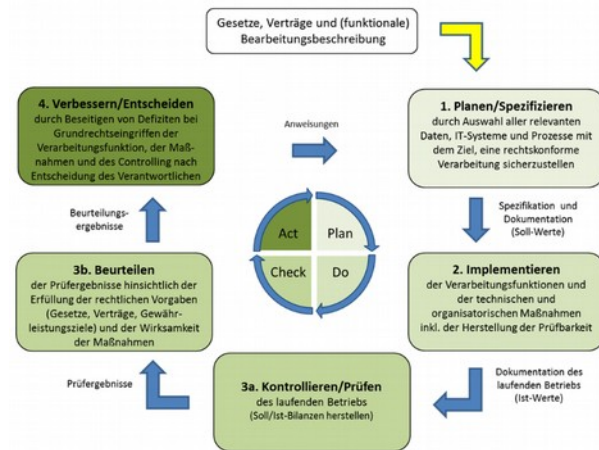 Gesetze, Verträge und (funktionale)
Bearbeitungsbeschreibung
4. Verbessern/Entscheiden
durch Beseitigen von Defiziten bei
Grundrechtseingriffen der
Verarbeitungsfunktion, der Maß-
nahmen und des Controlling nach
Entscheidung des Verantwortlichen
Anweisungen
1. Planen/Spezifizieren
durch Auswahl aller relevanten
Daten, IT-Systeme und Prozesse mit
dem Ziel, eine rechtskonforme
Verarbeitung sicherzustellen
Beurteilungs-
ergebnisse
Spezifikation und
Dokumentation
(Soll-Werte)
Act
Plan
Check
Do
3b. Beurteilen
der Prüfergebnisse hinsichtlich der
Erfüllung der rechtlichen Vorgaben
(Gesetze, Verträge, Gewähr-
leistungsziele) und der Wirksamkeit
der Maßnahmen
2. Implementieren
der Verarbeitungsfunktionen und
der technischen und
organisatorischen Maßnahmen
inkl. der Herstellung der Prüfbarkeit
Prüfergebnisse
3a. Kontrollieren/Prüfen
des laufenden Betriebs
(Soll/Ist-Bilanzen herstellen)
Dokumentation des
laufenden Betriebs
(Ist-Werte)